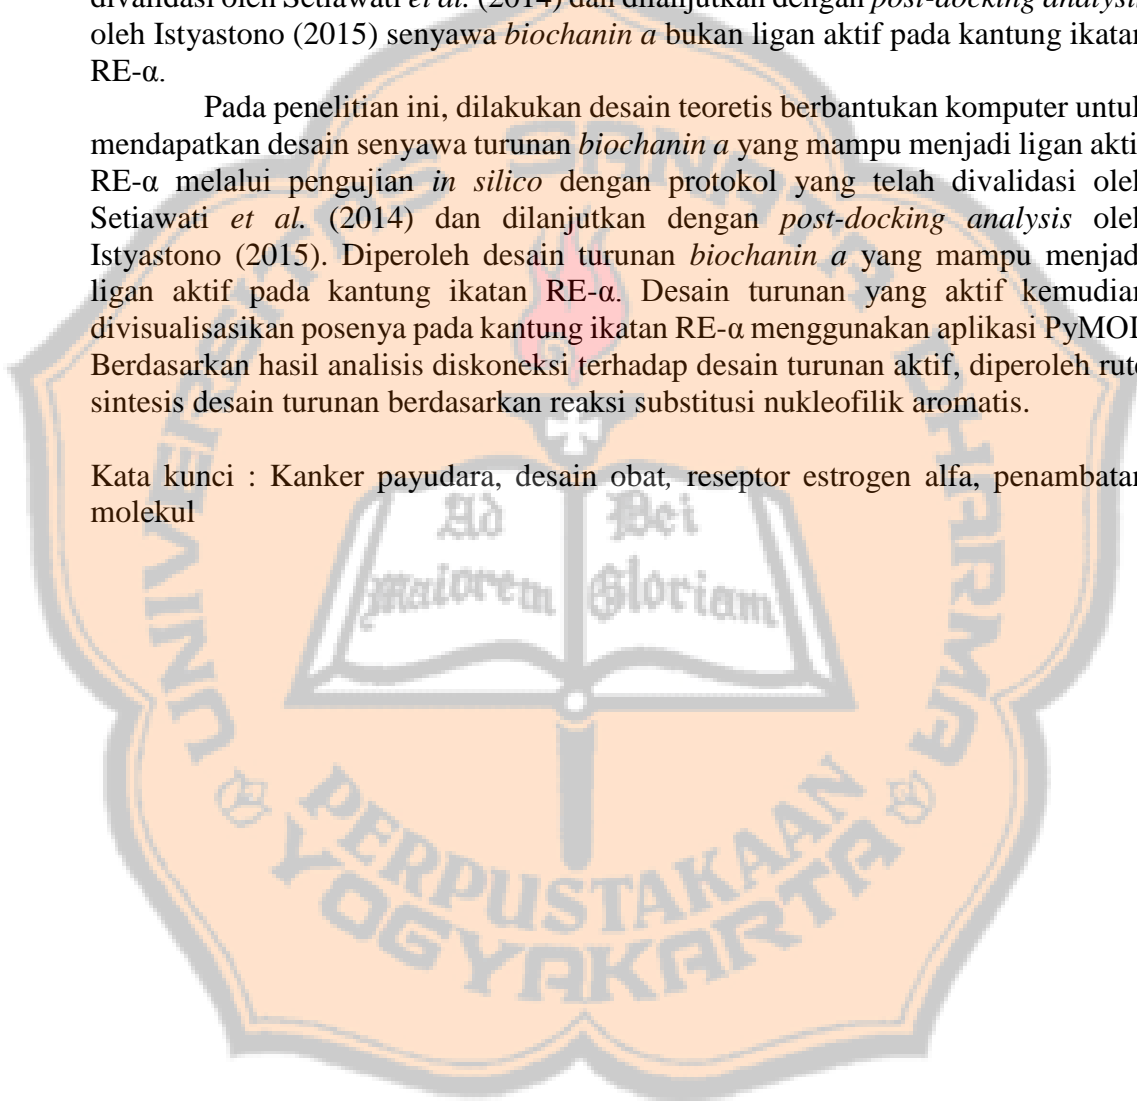 divalidasi oleh Setiawati et al. (2014) dan dilanjutkan dengan post-docking analysis
oleh Istyastono (2015) senyawa biochanin a bukan ligan aktif pada kantung ikatan
RE-α.
Pada penelitian ini, dilakukan desain teoretis berbantukan komputer untuk
mendapatkan desain senyawa turunan biochanin a yang mampu menjadi ligan akti
RE-α melalui pengujian in silico dengan protokol yang telah divalidasi oleh
Setiawati et al. (2014) dan dilanjutkan dengan post-docking analysis oleh
Istyastono (2015). Diperoleh desain turunan biochanin a yang mampu menjad
ligan aktif pada kantung ikatan RE-α. Desain turunan yang aktif kemudian
divisualisasikan posenya pada kantung ikatan RE-α menggunakan aplikasi PyMOL
Berdasarkan hasil analisis diskoneksi terhadap desain turunan aktif, diperoleh rute
sintesis desain turunan berdasarkan reaksi substitusi nukleofilik aromatis.
Kata kunci : Kanker payudara, desain obat, reseptor estrogen alfa, penambatan
molekul
UNIVERSITAS SANATA DHARMA
Ad Dei
maiorem Gloriam
PERPUSTAKAAN
YOGYAKARTA